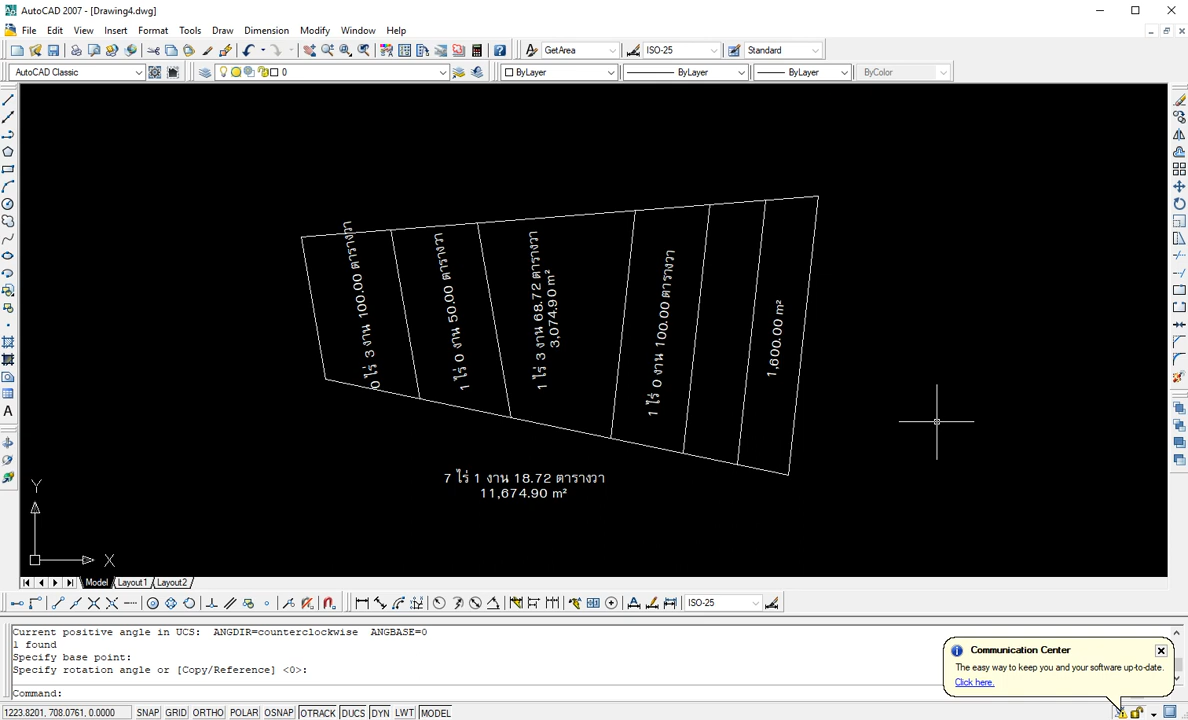 AutoCAD 2007 - [Drawing4.dwg]
File Edit View Insert Format Tools Draw Dimension Modify Window Help
GetArea ISO-25 Standard
AutoCAD Classic 0 ByLayer ByLayer ByLayer ByColor
0 ไร่ 3 งาน 100.00 ตารางวา
1 ไร่ 0 งาน 50.00 ตารางวา
1 ไร่ 3 งาน 68.72 ตารางวา
3,074.90 m²
1 ไร่ 0 งาน 100.00 ตารางวา
1,600.00 m²
7 ไร่ 1 งาน 18.72 ตารางวา
11,674.90 m²
Y
X
Model Layout1 Layout2
ISO-25
Current positive angle in UCS: ANGDIR=counterclockwise ANGBASE=0
1 found
Specify base point:
Specify rotation angle or [Copy/Reference] <0>:
Command:
Communication Center
The easy way to keep you and your software up-to-date.
Click here.
1223.8201, 708.0761, 0.0000 SNAP GRID ORTHO POLAR OSNAP OTRACK DUCS DYN LWT MODEL